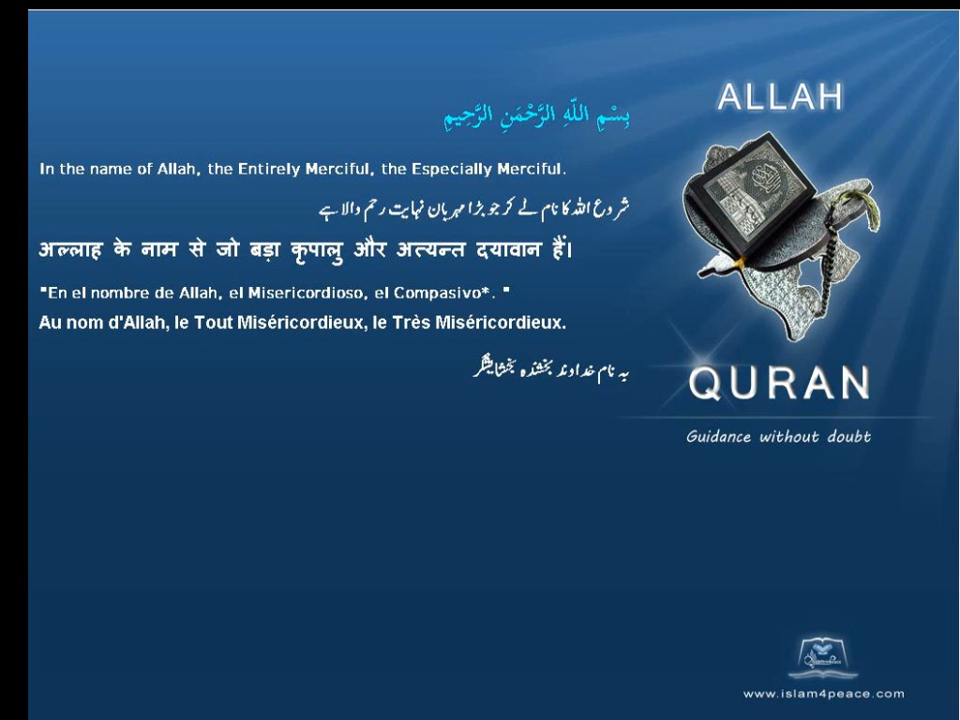 بِسْمِ اللَّهِ الرَّحْمَنِ الرَّحِيمِ
In the name of Allah, the Entirely Merciful, the Especially Merciful.
شروع اللہ کا نام لے کر جو بڑا مہربان نہایت رحم والا ہے
अल्लाह के नाम से जो बड़ा कृपालु और अत्यन्त दयावान हैं।
"En el nombre de Allah, el Misericordioso, el Compasivo*. "
Au nom d'Allah, le Tout Miséricordieux, le Très Miséricordieux.
به نام خداوند بخشنده بخشایشگر
ALLAH
QURAN
Guidance without doubt
www.islam4peace.com